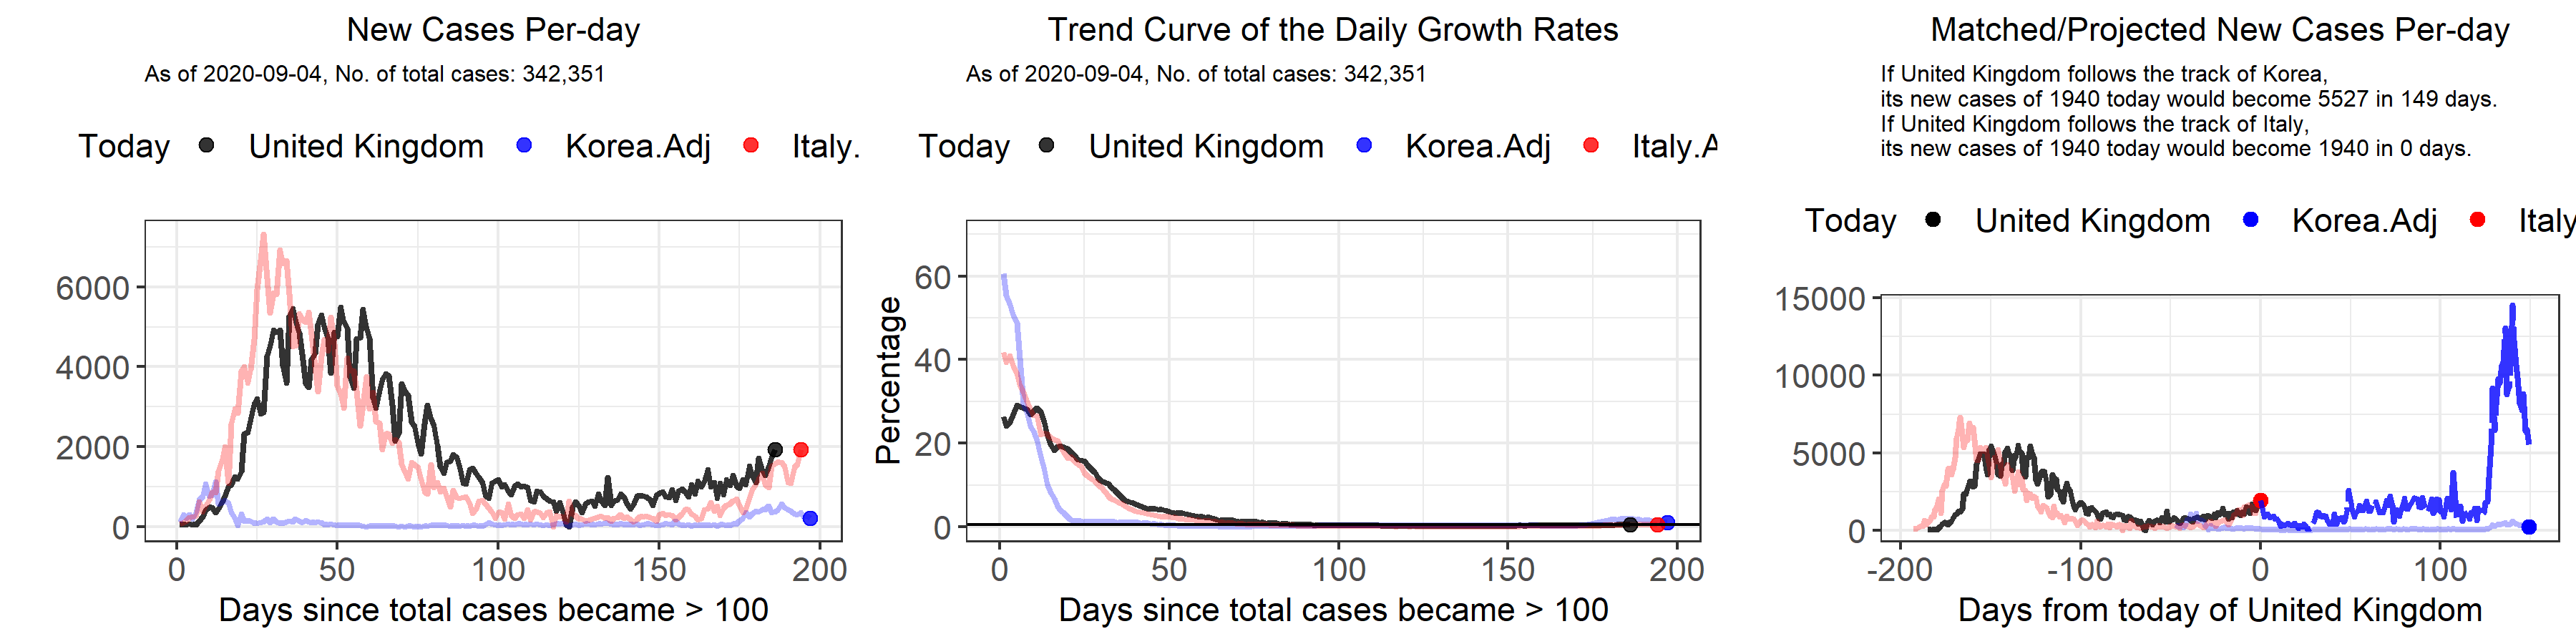 New Cases Per-day
As of 2020-09-04, No. of total cases: 342,351
Today United Kingdom Korea.Adj Italy.
6000
4000
2000
0
0 50 100 150 200
Days since total cases became > 100
Trend Curve of the Daily Growth Rates
As of 2020-09-04, No. of total cases: 342,351
Today United Kingdom Korea.Adj Italy.A
Percentage
60
40
20
0
0 50 100 150 200
Days since total cases became > 100
Matched/Projected New Cases Per-day
If United Kingdom follows the track of Korea,
its new cases of 1940 today would become 5527 in 149 days.
If United Kingdom follows the track of Italy,
its new cases of 1940 today would become 1940 in 0 days.
Today United Kingdom Korea.Adj Italy
15000
10000
5000
0
-200 -100 0 100
Days from today of United Kingdom